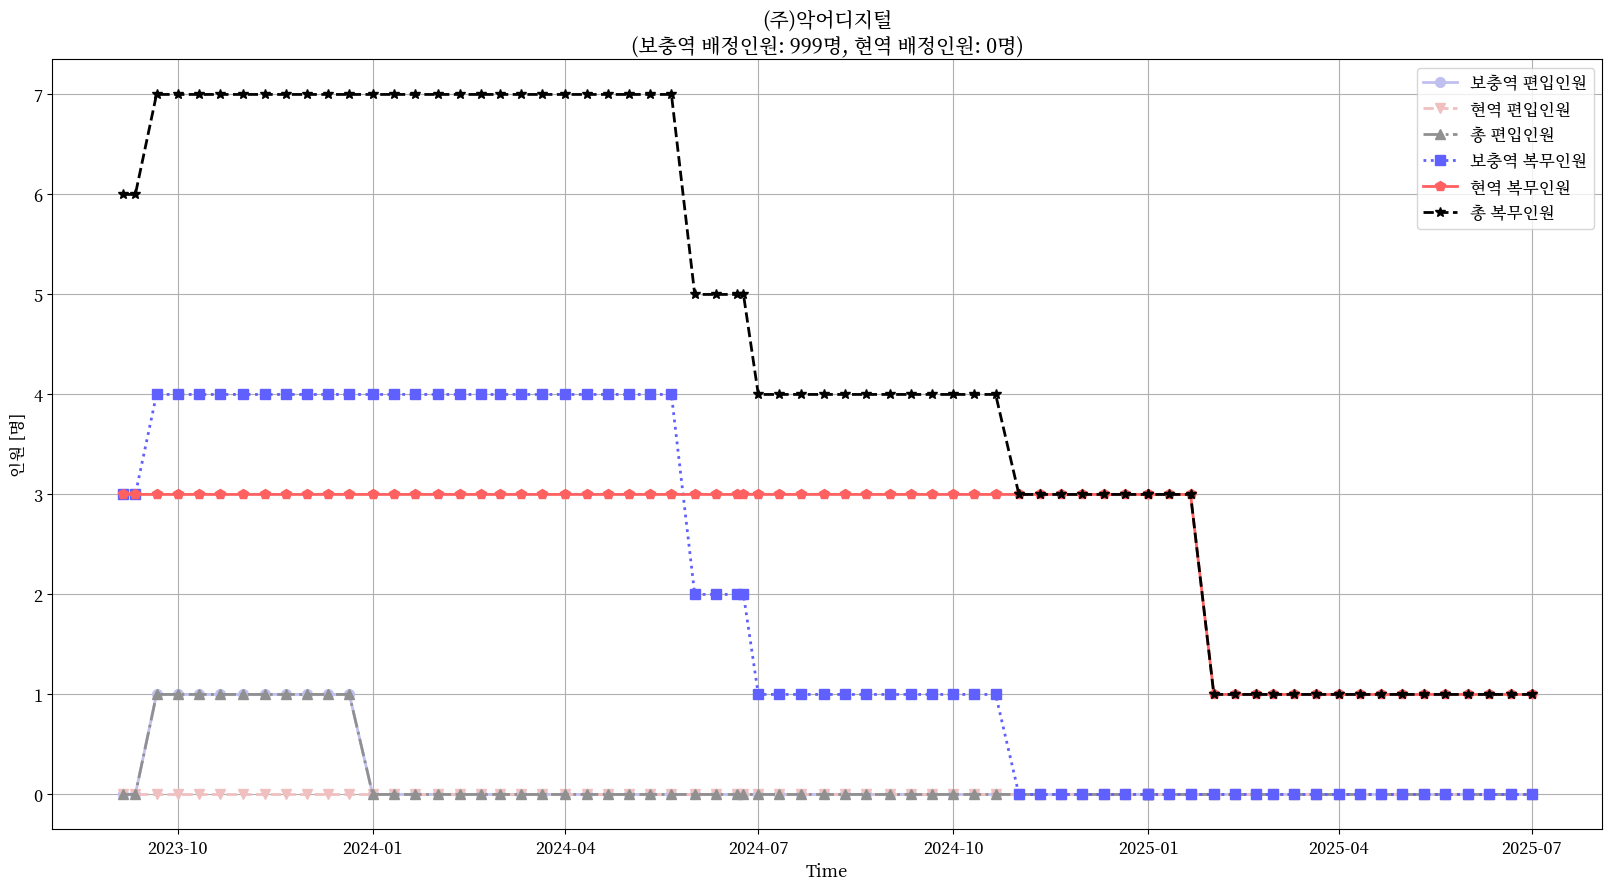 (주)악어디지털
(보충역 배정인원: 999명, 현역 배정인원: 0명)
보충역 편입인원
현역 편입인원
총 편입인원
보충역 복무인원
현역 복무인원
총 복무인원
인원 [명]
7
6
5
4
3
2
1
0
2023-10
2024-01
2024-04
2024-07
2024-10
2025-01
2025-04
2025-07
Time